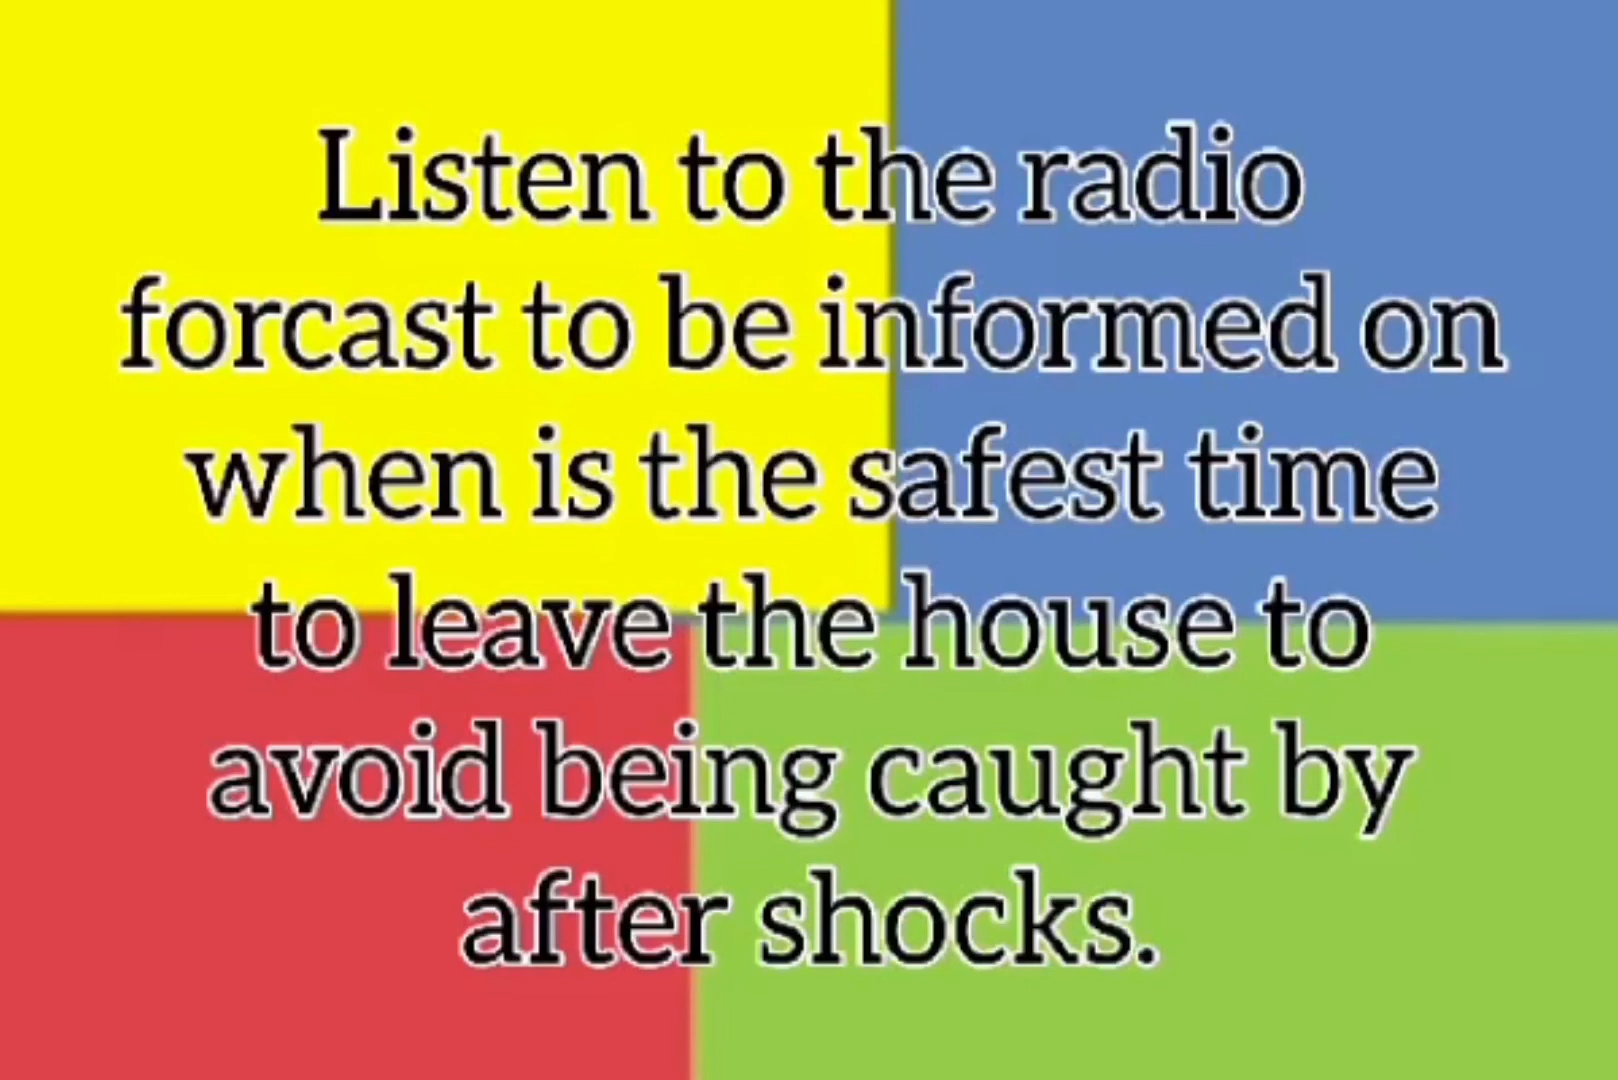 Listen to the radio
forcast to be informed on
when is the safest time
to leave the house to
avoid being caught by
after shocks.